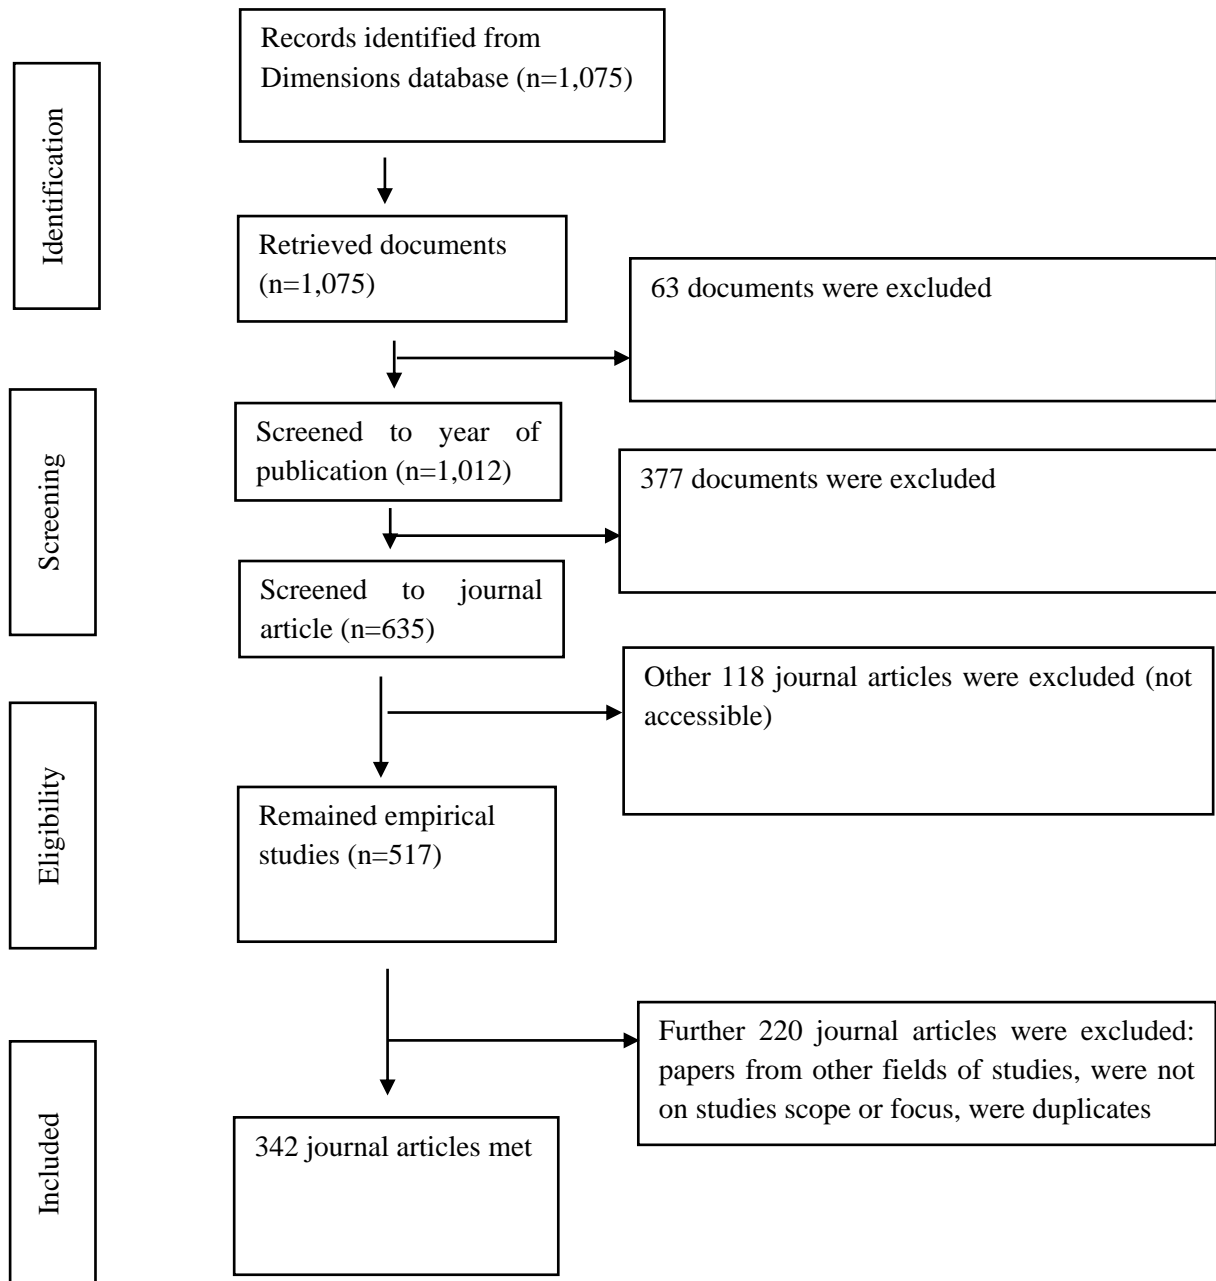 Identification
Records identified from
Dimensions database (n=1,075)
Retrieved documents
(n=1,075)
63 documents were excluded
Screening
Screened to year of
publication (n=1,012)
377 documents were excluded
Screened to journal
article (n=635)
Other 118 journal articles were excluded (not
accessible)
Eligibility
Remained empirical
studies (n=517)
Further 220 journal articles were excluded:
papers from other fields of studies, were not
on studies scope or focus, were duplicates
Included
342 journal articles met